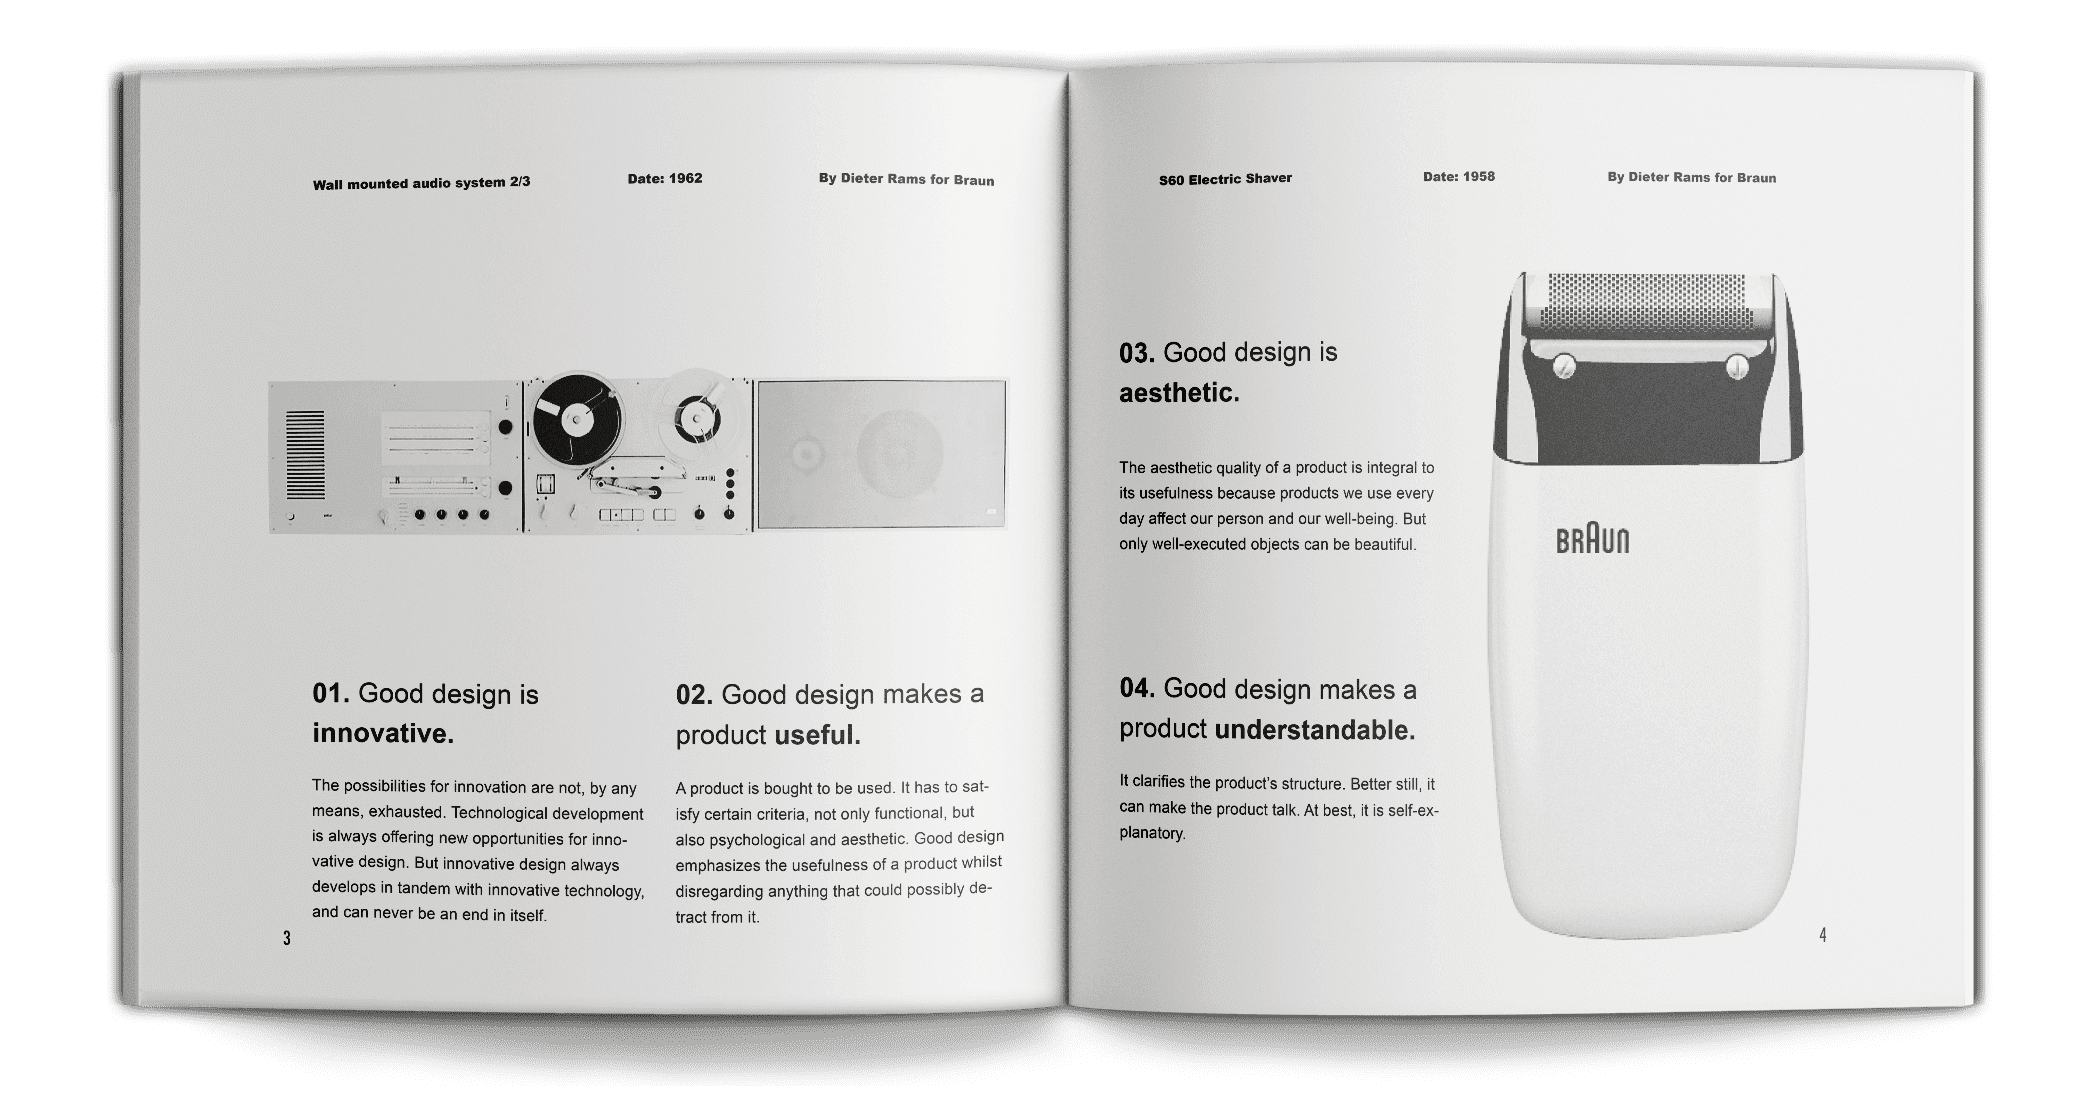 Wall mounted audio system 2/3
Date: 1962
By Dieter Rams for Braun
01. Good design is
innovative.
The possibilities for innovation are not, by any
means, exhausted. Technological development
is always offering new opportunities for inno-
vative design. But innovative design always
develops in tandem with innovative technology,
and can never be an end in itself.
02. Good design makes a
product useful.
A product is bought to be used. It has to sat-
isfy certain criteria, not only functional, but
also psychological and aesthetic. Good design
emphasizes the usefulness of a product whilst
disregarding anything that could possibly de-
tract from it.
3
S60 Electric Shaver
Date: 1958
By Dieter Rams for Braun
03. Good design is
aesthetic.
The aesthetic quality of a product is integral to
its usefulness because products we use every
day affect our person and our well-being. But
only well-executed objects can be beautiful.
04. Good design makes a
product understandable.
It clarifies the product's structure. Better still, it
can make the product talk. At best, it is self-ex-
planatory.
BRAUN
4